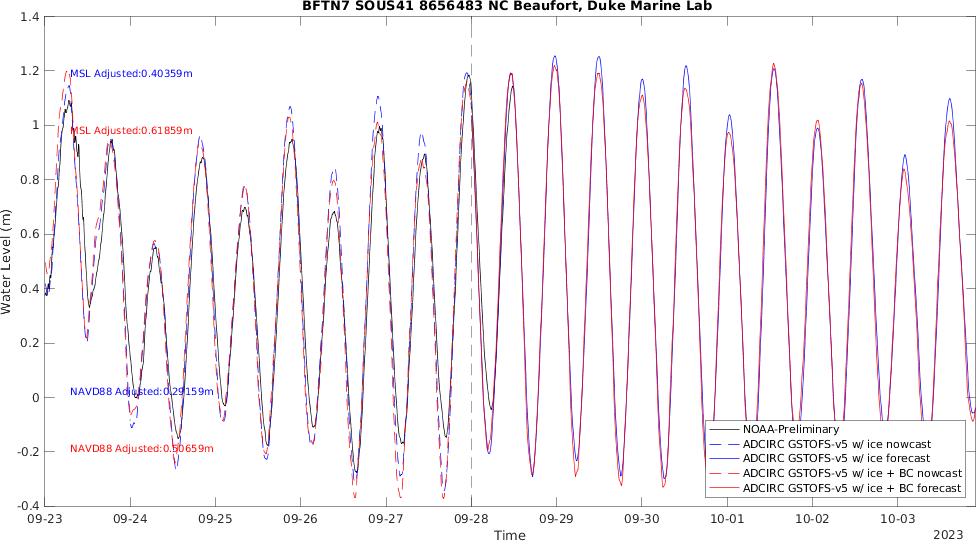 BFTN7 SOUS41 8656483 NC Beaufort, Duke Marine Lab
Water Level (m)
1.4
1.2
1
0.8
0.6
0.4
0.2
0
-0.2
-0.4
MSL Adjusted:0.40359m
MSL Adjusted:0.61859m
NAVD88 Adjusted:0.29159m
NAVD88 Adjusted:0.50659m
NOAA-Preliminary
ADCIRC GSTOFS-v5 w/ ice nowcast
ADCIRC GSTOFS-v5 w/ ice forecast
ADCIRC GSTOFS-v5 w/ ice + BC nowcast
ADCIRC GSTOFS-v5 w/ ice + BC forecast
09-23 09-24 09-25 09-26 09-27 09-28 09-29 09-30 10-01 10-02 10-03
Time
2023